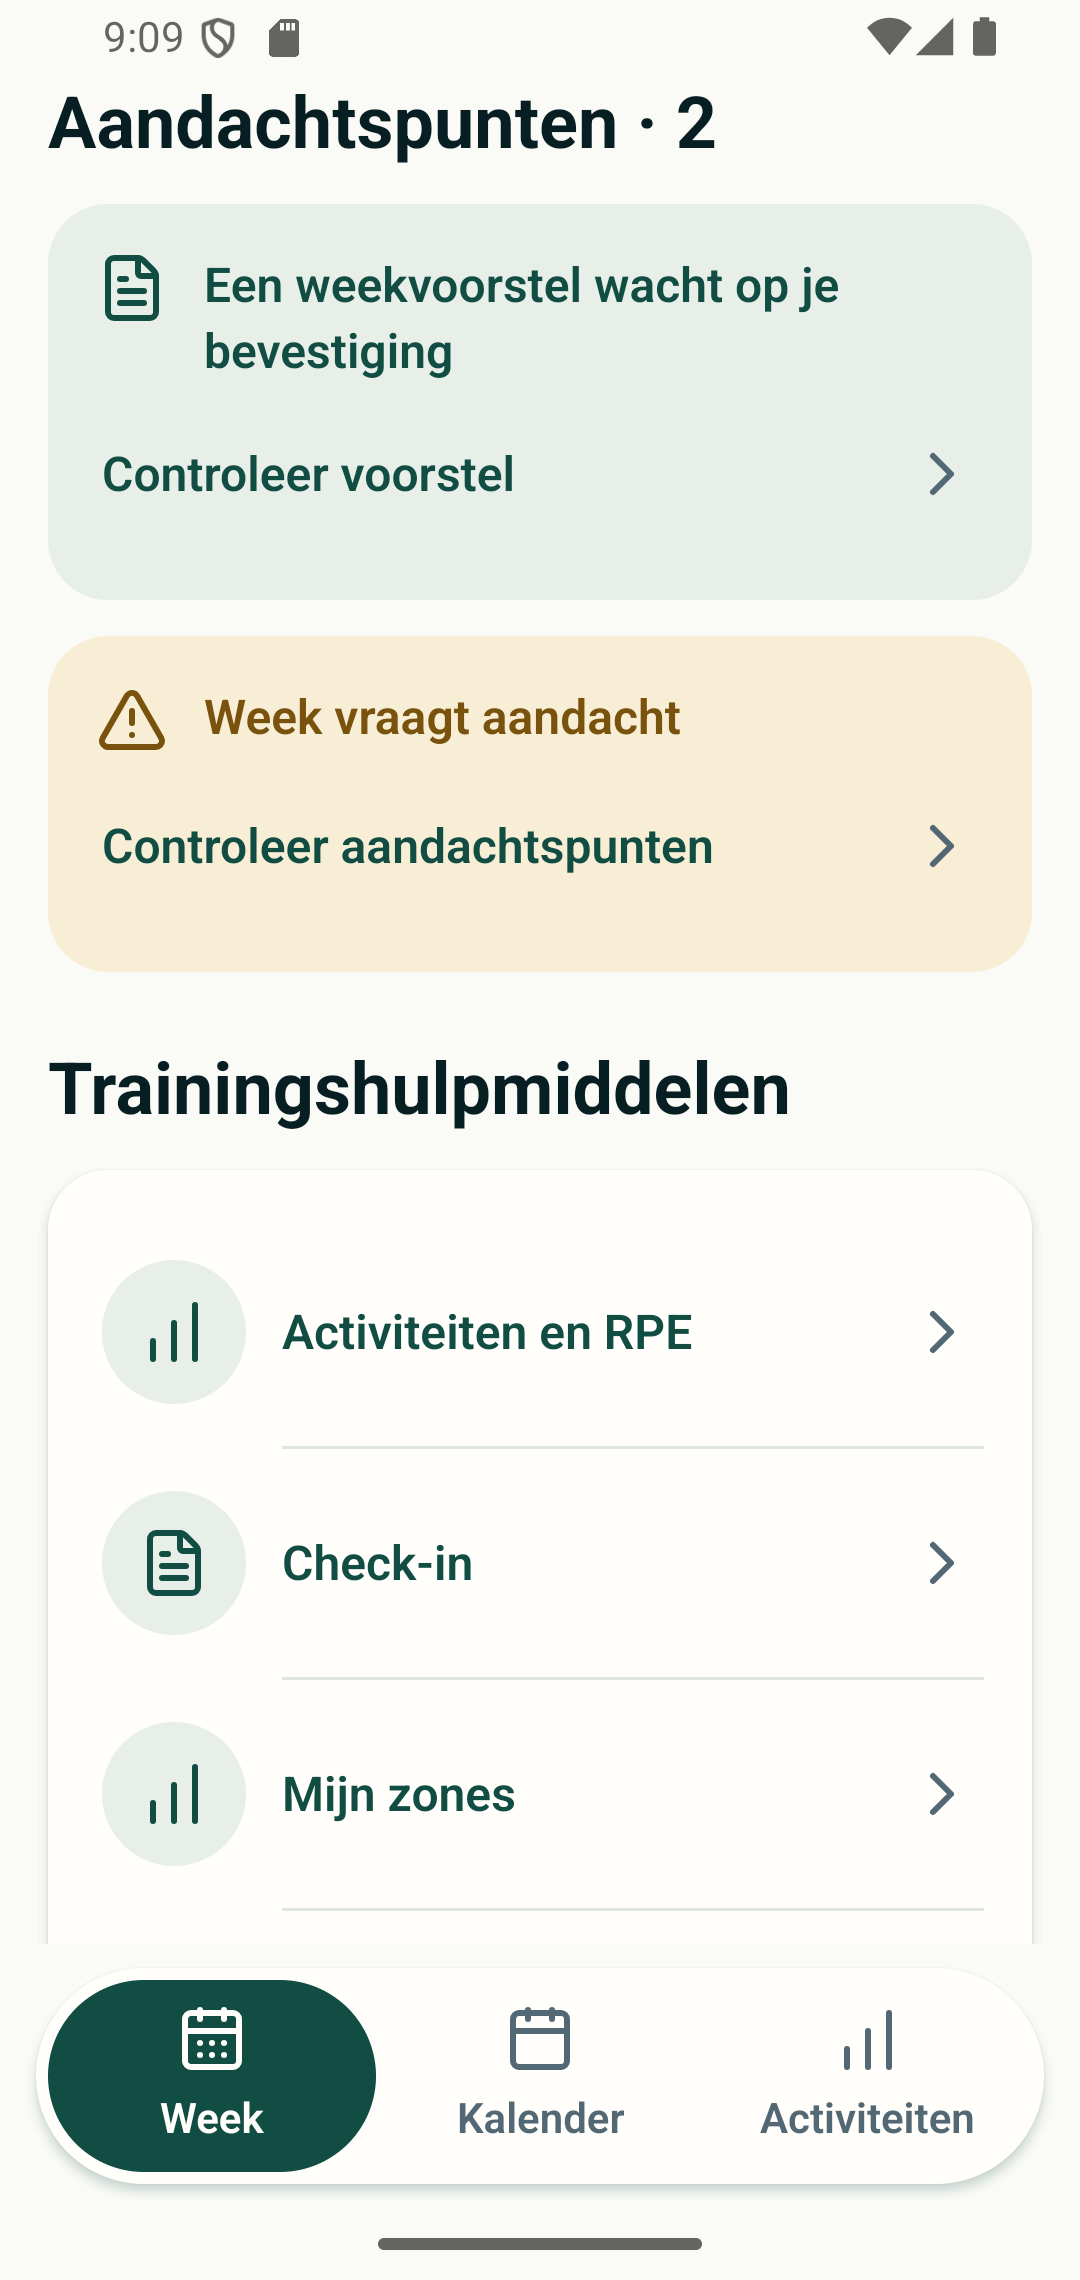 9:09
Aandachtspunten · 2
Een weekvoorstel wacht op je
bevestiging
Controleer voorstel
Week vraagt aandacht
Controleer aandachtspunten
Trainingshulpmiddelen
Activiteiten en RPE
Check-in
Mijn zones
Week
Kalender
Activiteiten